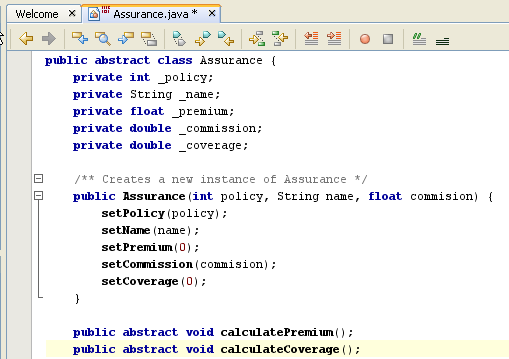 Welcome × Assurance.java * ×
public abstract class Assurance {
private int _policy;
private String _name;
private float _premium;
private double _commission;
private double _coverage;
/** Creates a new instance of Assurance */
public Assurance(int policy, String name, float commision) {
setPolicy(policy);
setName(name);
setPremium(0);
setCommission(commision);
setCoverage(0);
}
public abstract void calculatePremium();
public abstract void calculateCoverage();